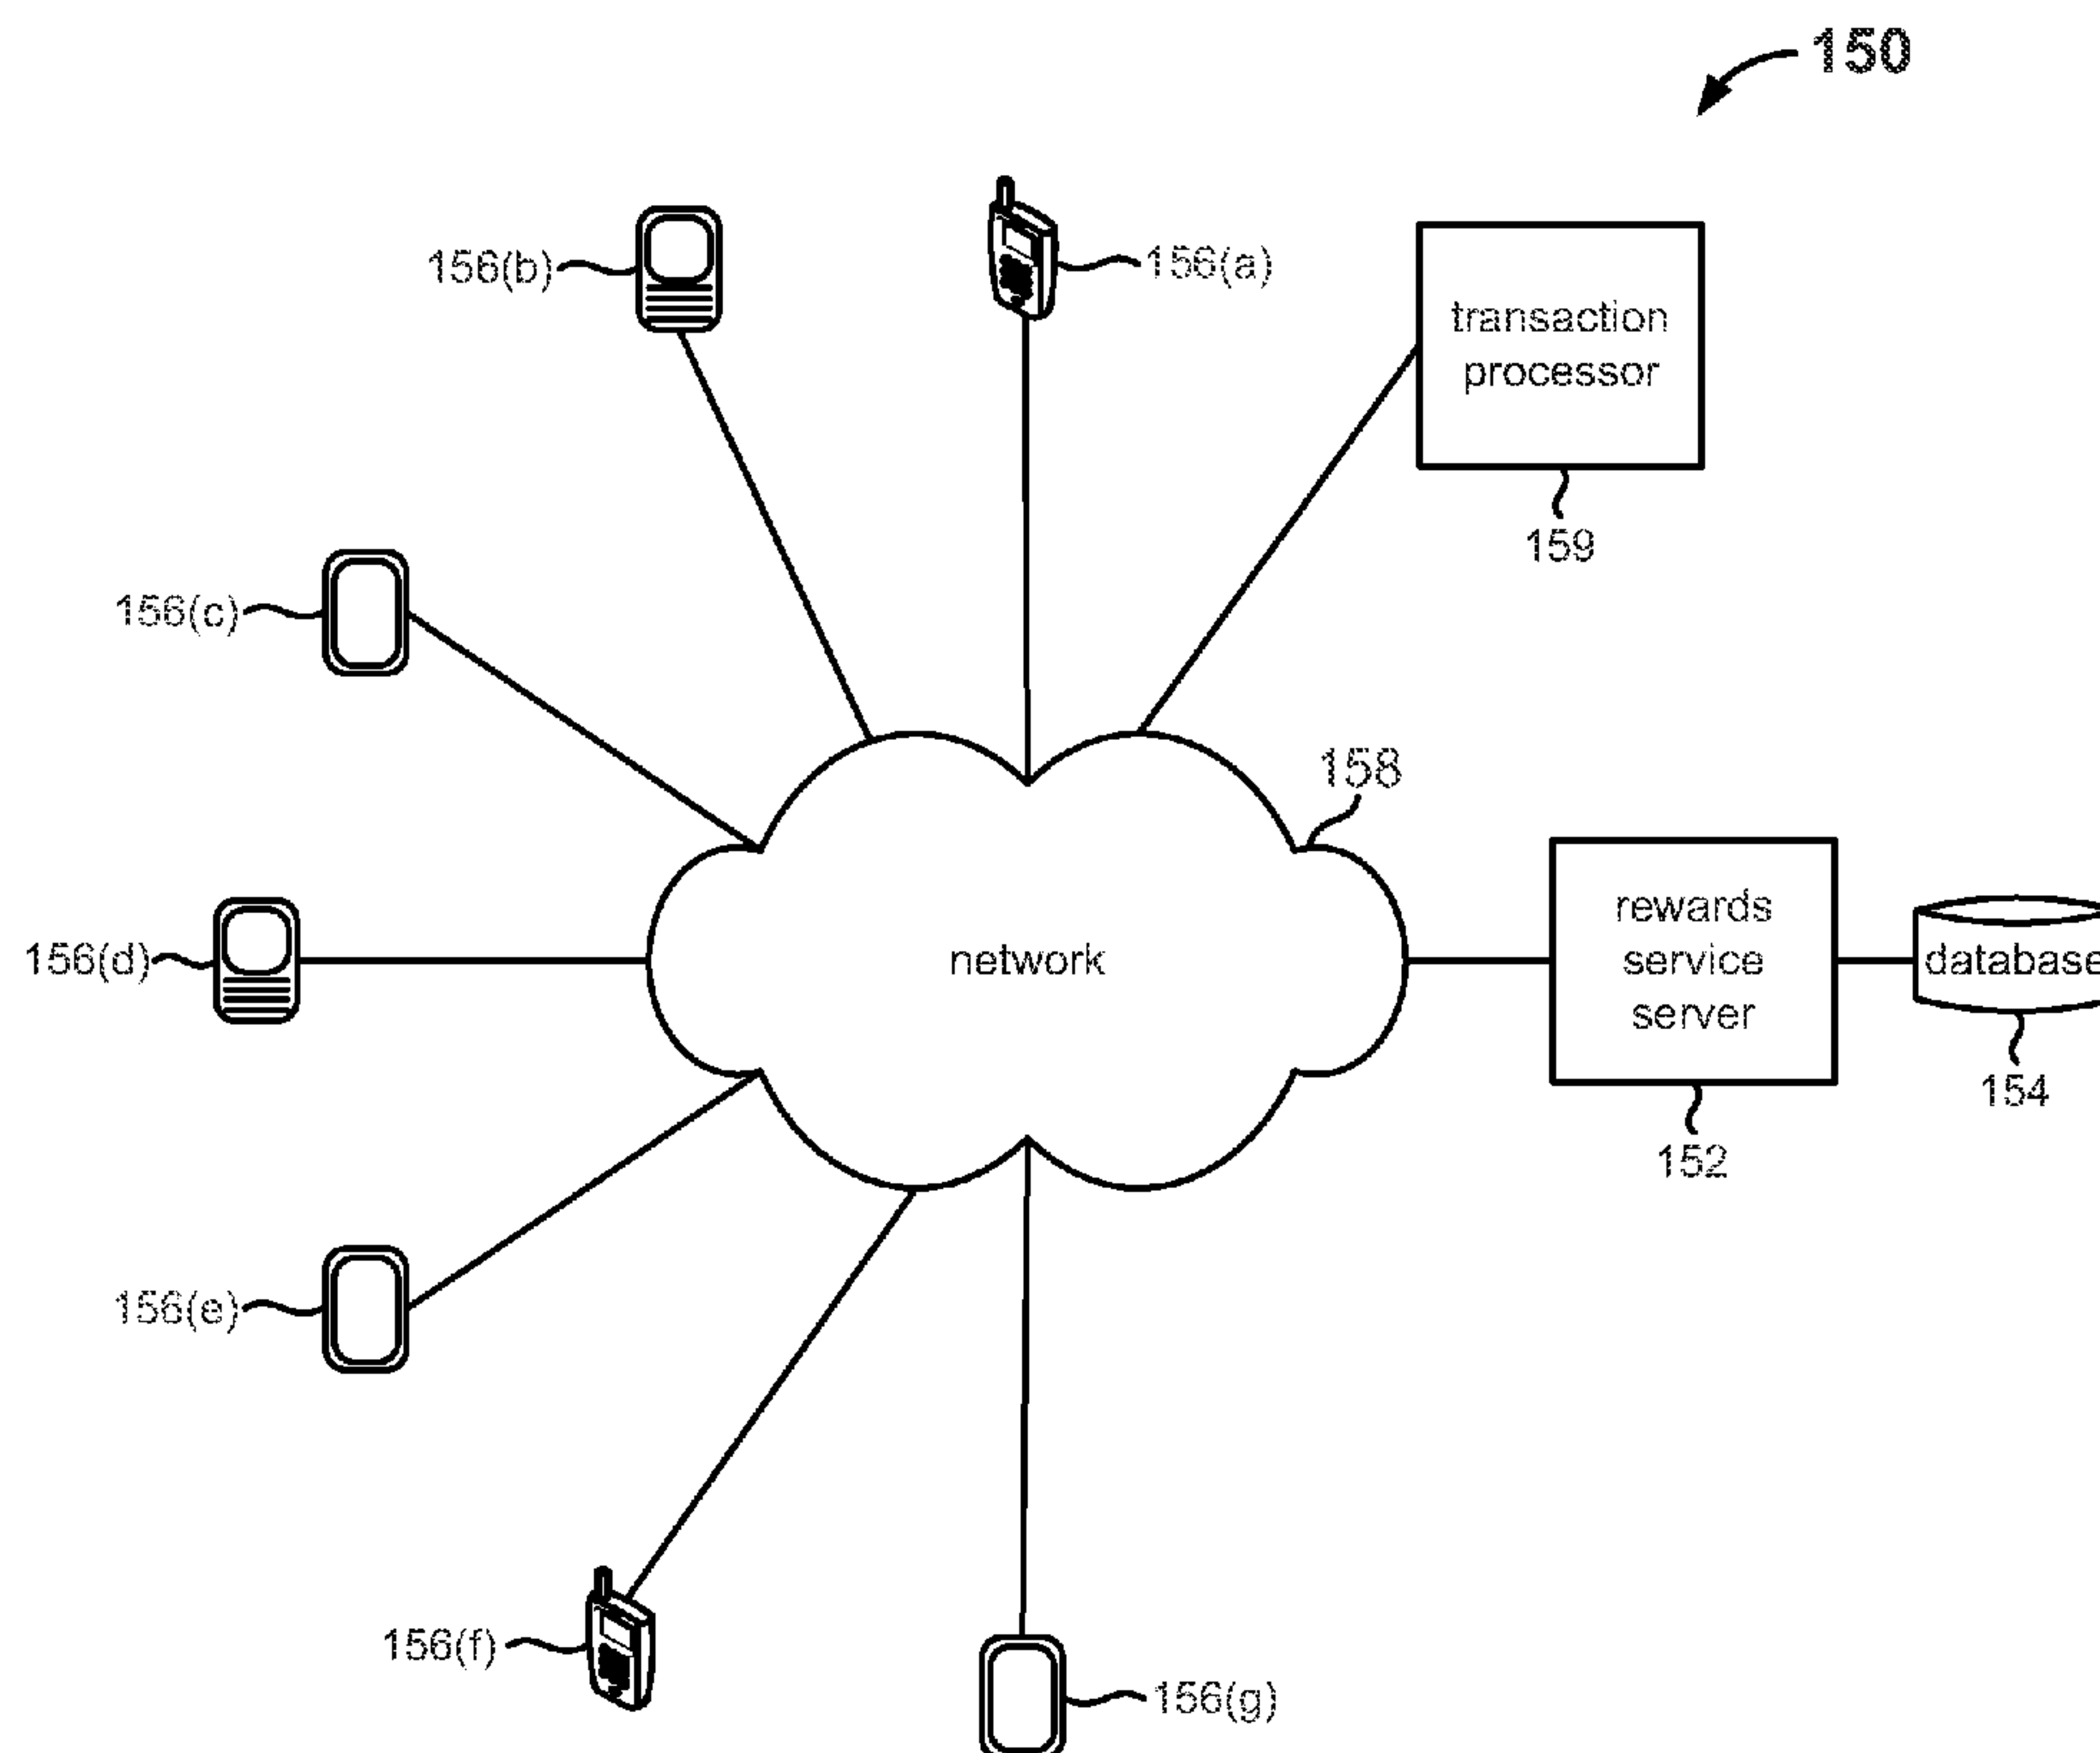 150
156(b)
156(a)
transaction
processor
159
156(c)
158
156(d)
network
rewards
service
server
database
154
152
156(e)
156(f)
156(g)